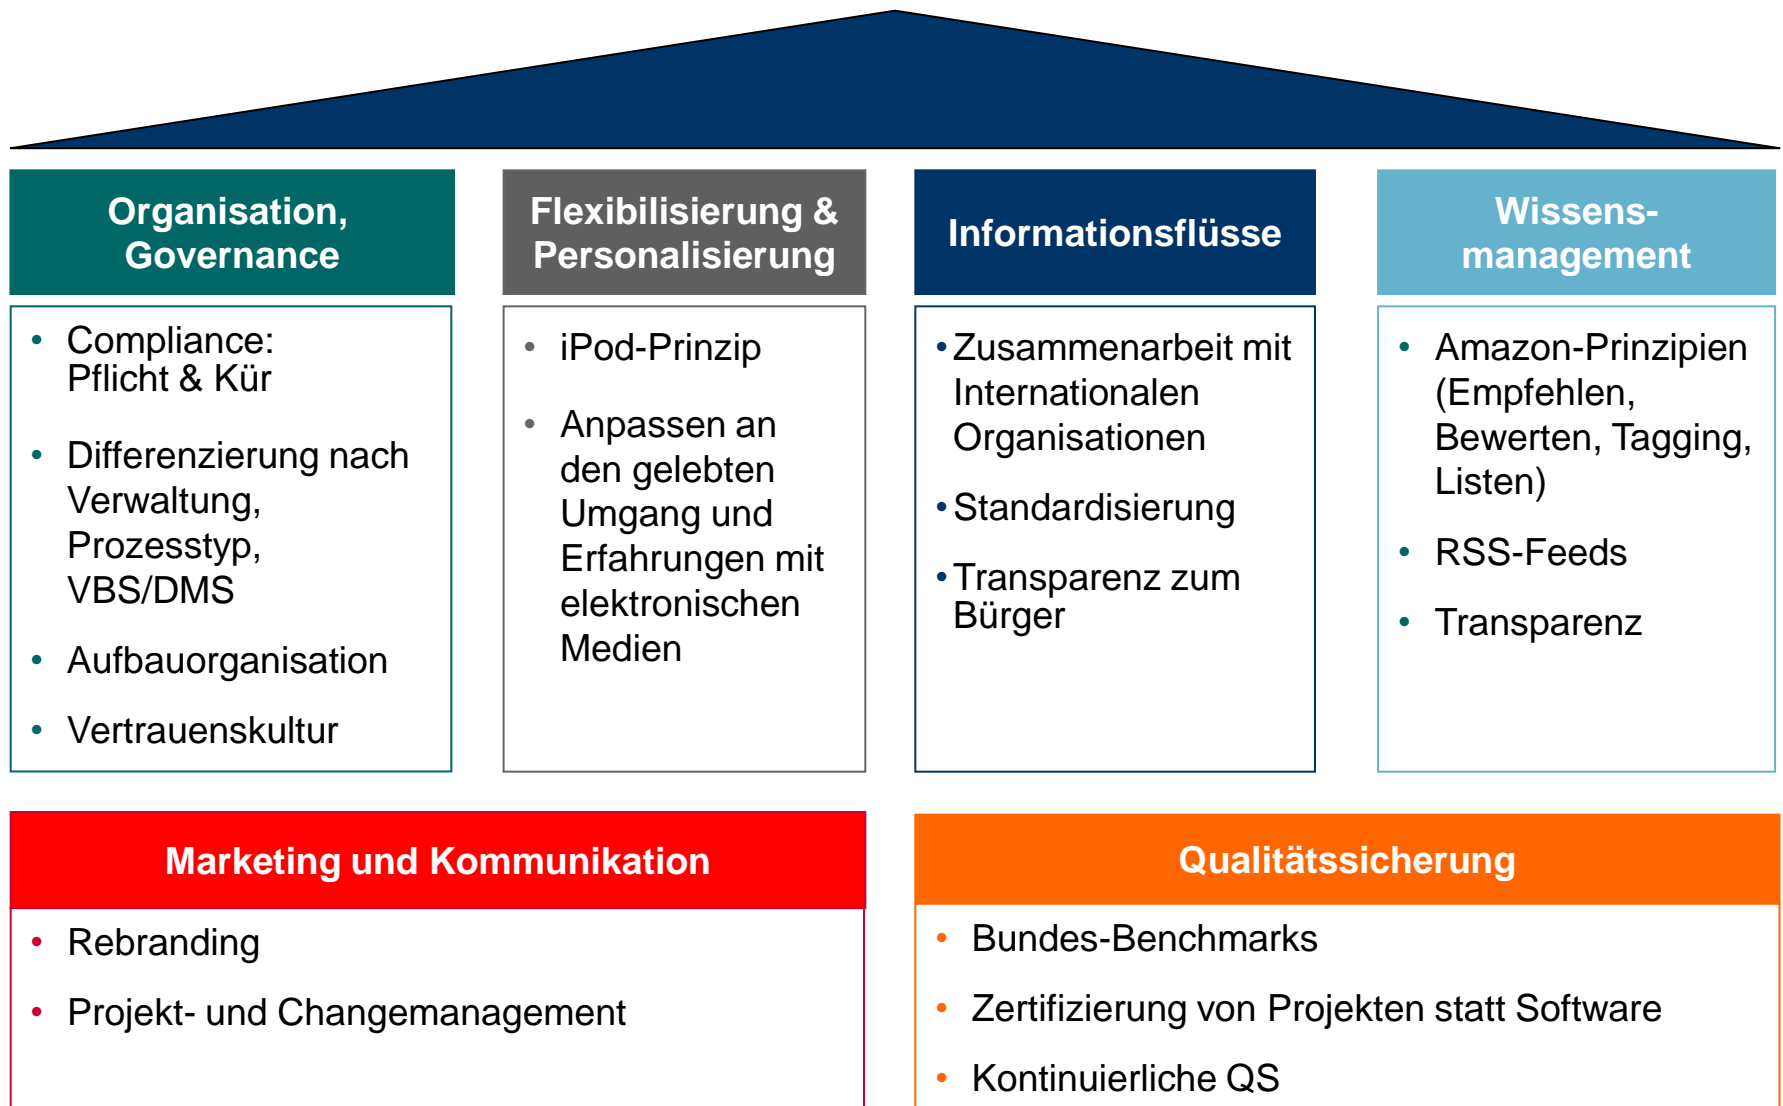 Organisation,
Governance
• Compliance:
Pflicht & Kür
• Differenzierung nach
Verwaltung,
Prozesstyp,
VBS/DMS
• Aufbauorganisation
• Vertrauenskultur
Flexibilisierung &
Personalisierung
• iPod-Prinzip
• Anpassen an
den gelebten
Umgang und
Erfahrungen mit
elektronischen
Medien
Informationsflüsse
• Zusammenarbeit mit
Internationalen
Organisationen
• Standardisierung
• Transparenz zum
Bürger
Wissens-
management
• Amazon-Prinzipien
(Empfehlen,
Bewerten, Tagging,
Listen)
• RSS-Feeds
• Transparenz
Marketing und Kommunikation
• Rebranding
• Projekt- und Changemanagement
Qualitätssicherung
• Bundes-Benchmarks
• Zertifizierung von Projekten statt Software
• Kontinuierliche QS